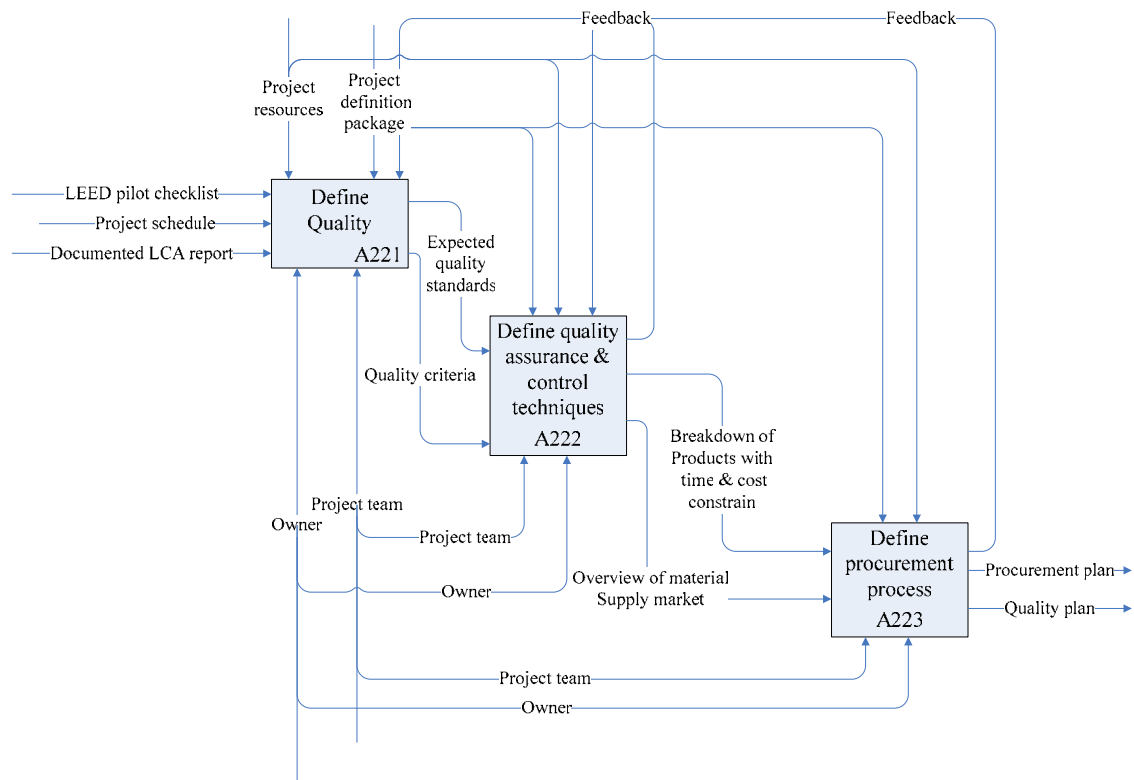 Feedback
Feedback
Project
resources
Project
definition
package
LEED pilot checklist
Project schedule
Documented LCA report
Define
Quality
A221
Expected
quality
standards
Quality criteria
Define quality
assurance &
control
techniques
A222
Breakdown of
Products with
time & cost
constrain
Project team
Owner
Project team
Owner
Overview of material
Supply market
Define
procurement
process
A223
Procurement plan
Quality plan
Project team
Owner